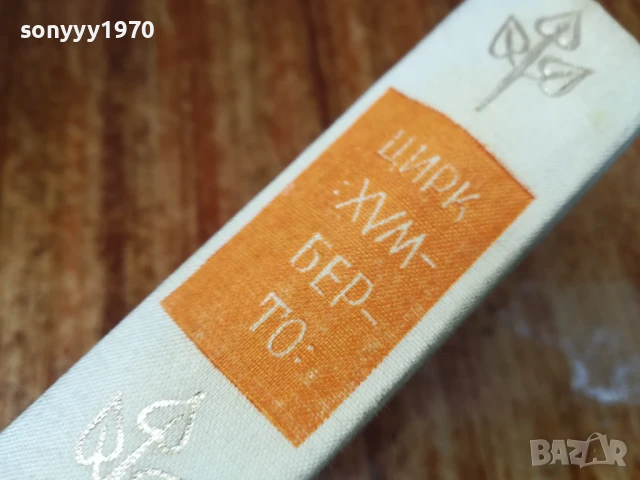 sonyyy1970
ЦИРК
:ХУМ-
БЕР-
ТО:
BAZAR